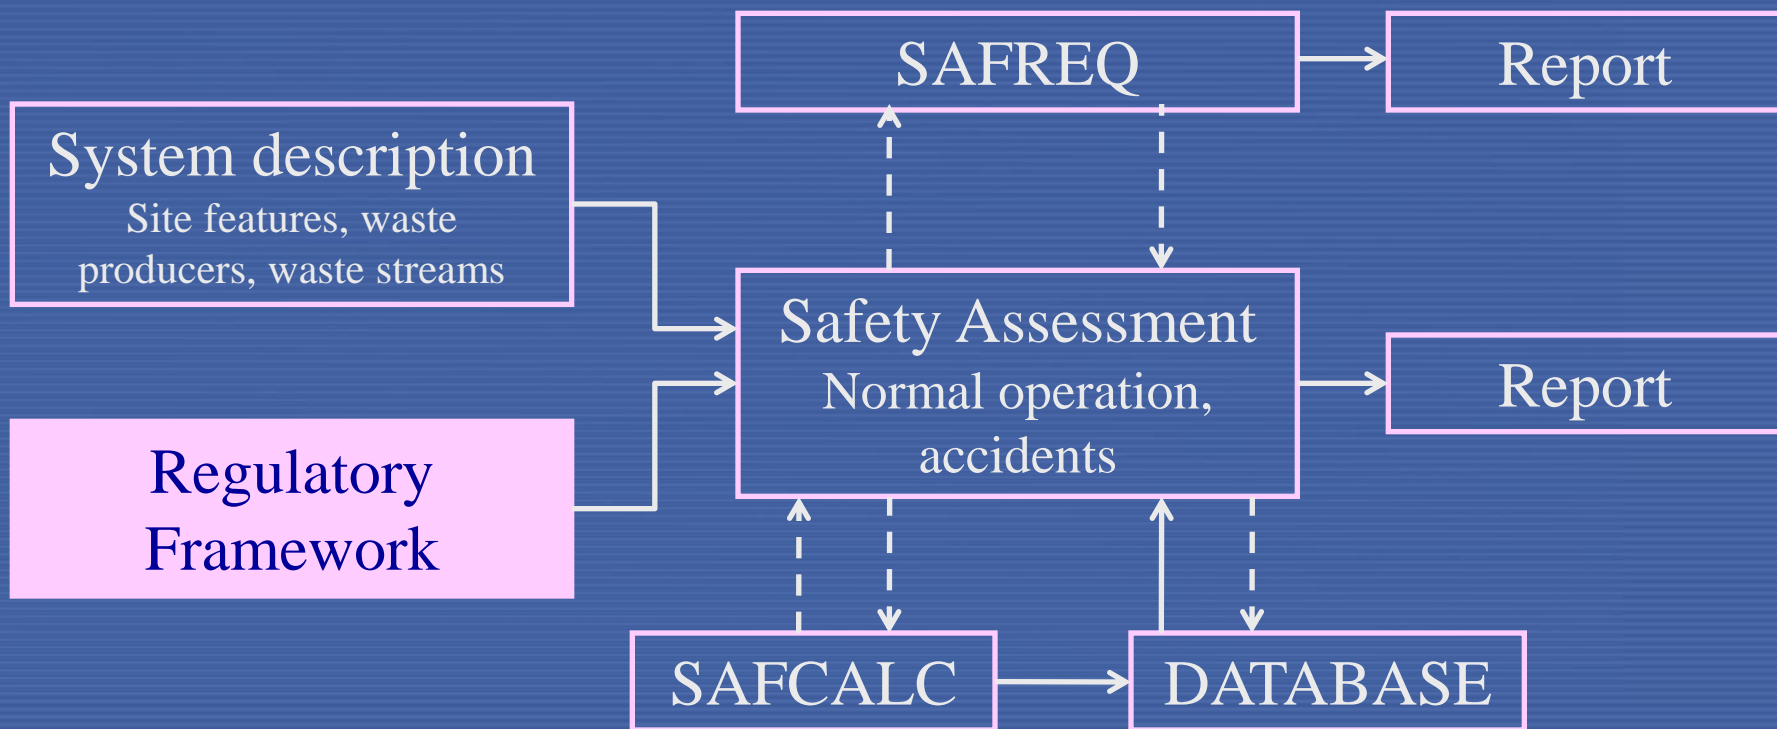 SAFREQ
Report
System description
Site features, waste
producers, waste streams
Safety Assessment
Normal operation,
accidents
Report
Regulatory
Framework
SAFCALC
DATABASE